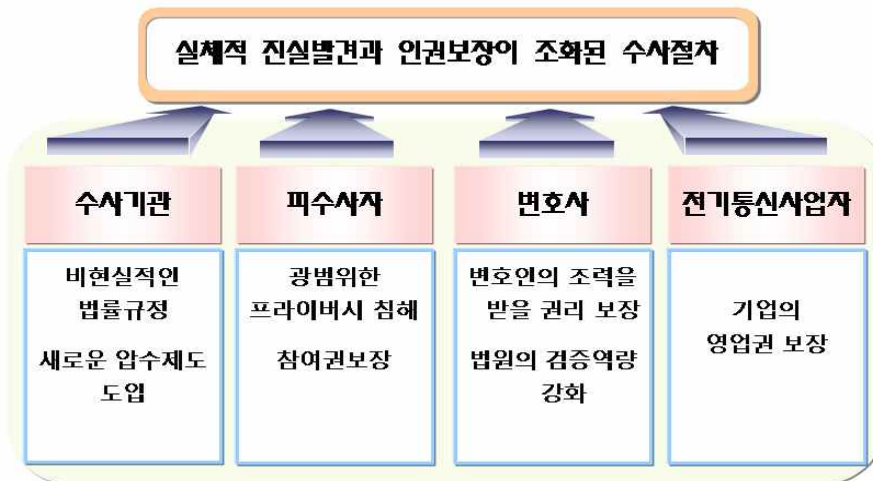 실체적 진실발견과 인권보장이 조화된 수사절차
수사기관
비현실적인
법률규정
새로운 압수제도
도입
피수사자
광범위한
프라이버시 침해
참여권보장
변호사
변호인의 조력을
받을 권리 보장
법원의 검증역량
강화
전기통신사업자
기업의
영업권 보장